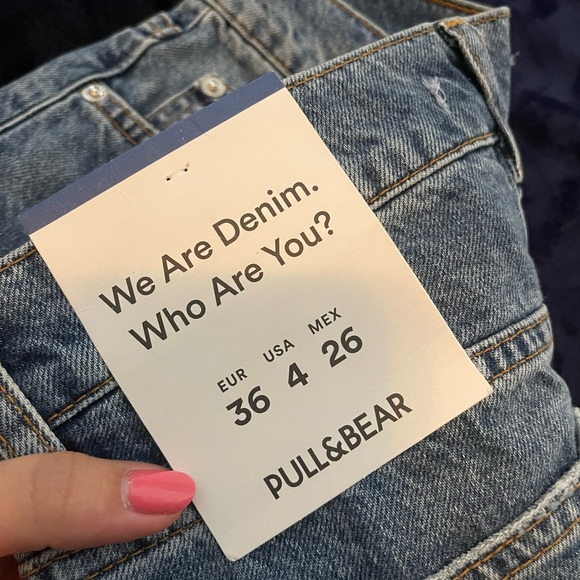 We Are Denim.
Who Are You?
EUR USA MEX
36 4 26
PULL&BEAR